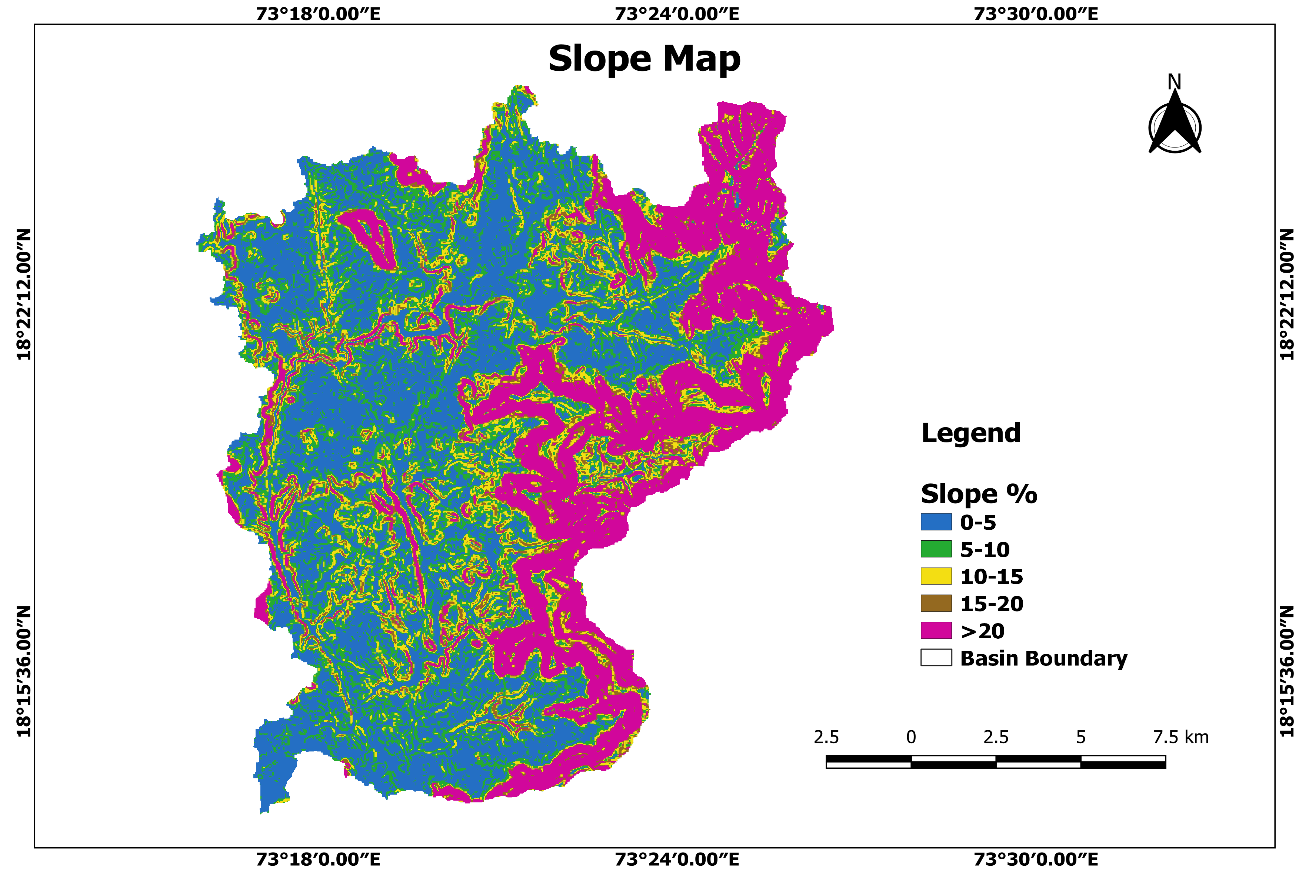 73°18′0.00″E 73°24′0.00″E 73°30′0.00″E
Slope Map
N
18°22′12.00″N 18°22′12.00″N
Legend
Slope %
0-5
5-10
10-15
15-20
>20
Basin Boundary
18°15′36.00″N 18°15′36.00″N
2.5 0 2.5 5 7.5 km
73°18′0.00″E 73°24′0.00″E 73°30′0.00″E